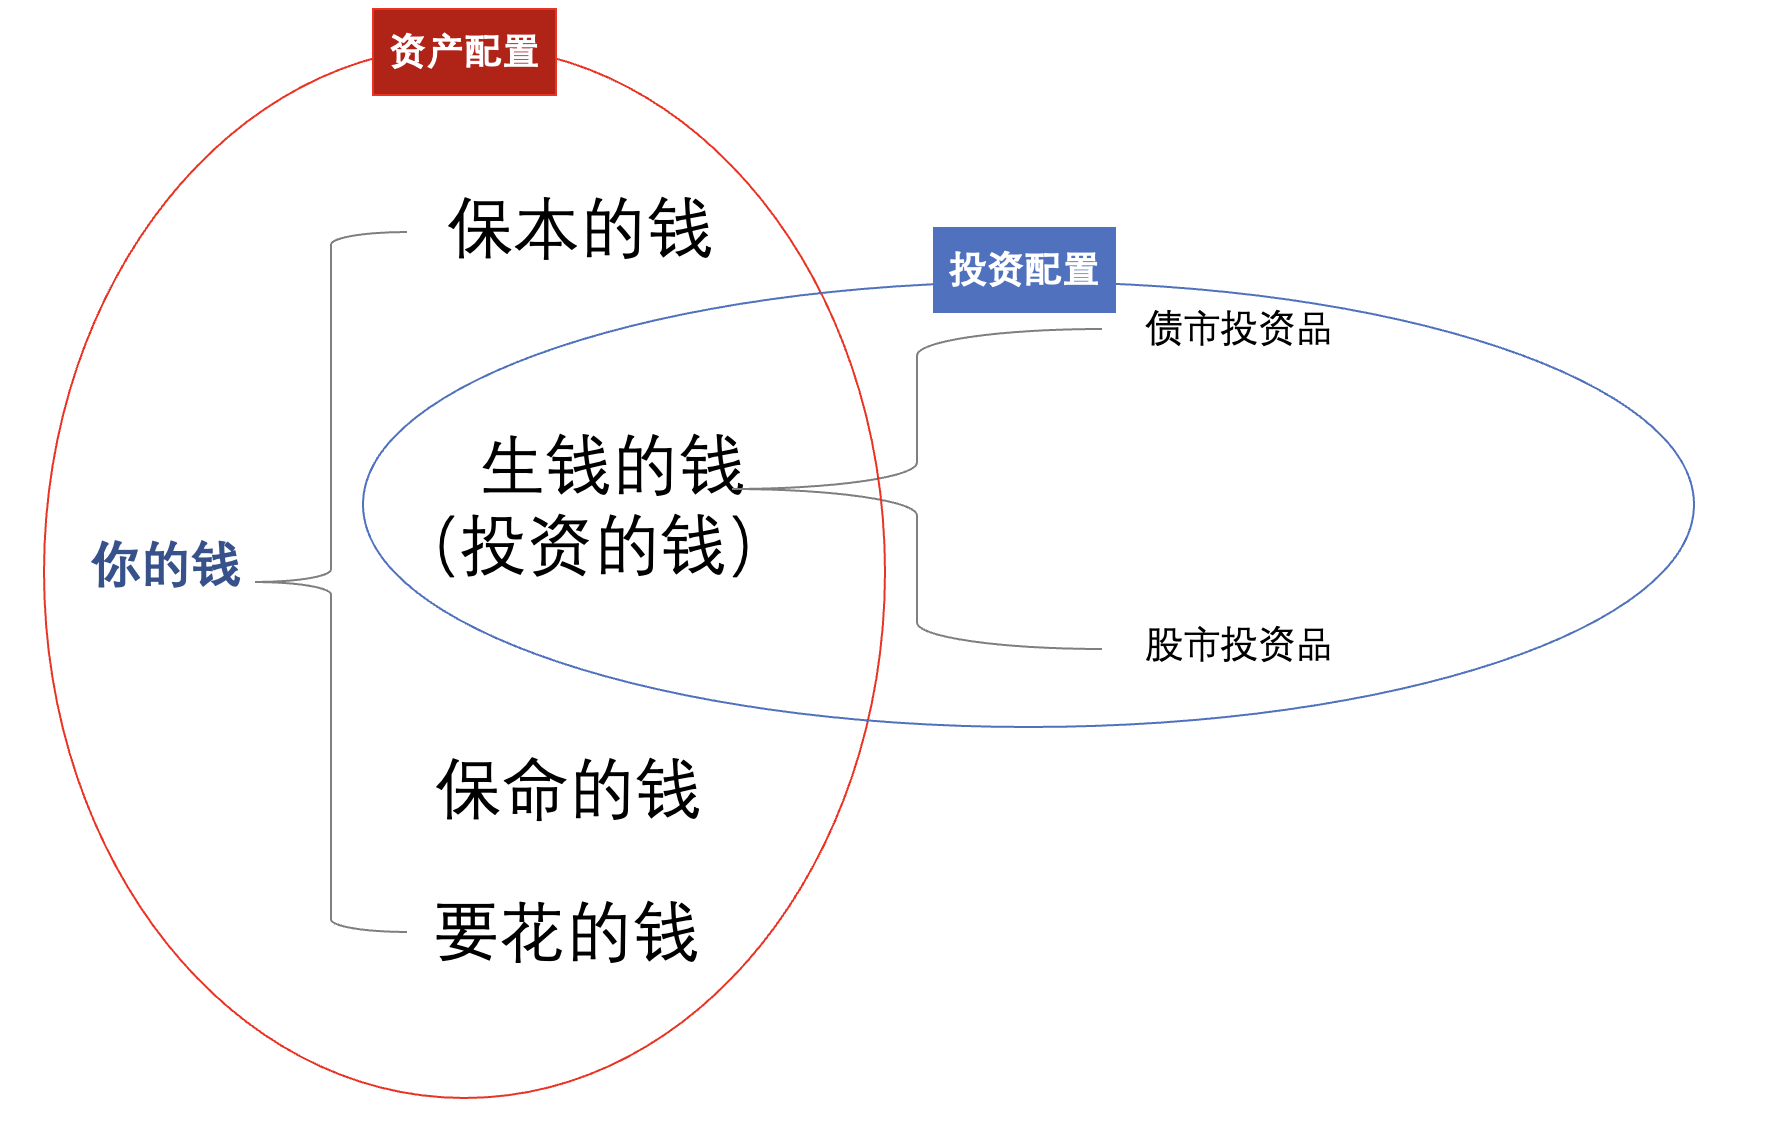 资产配置
保本的钱
投资配置
债市投资品
生钱的钱
（投资的钱）
你的钱
股市投资品
保命的钱
要花的钱